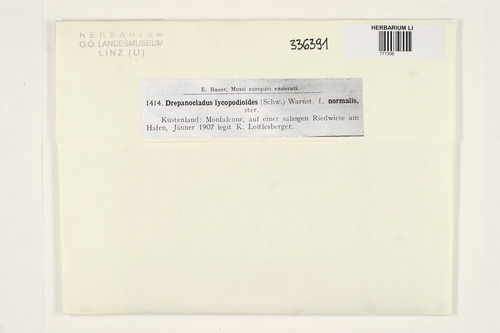 HERBARIUM
O.Ö. LANDESMUSEUM
LINZ (LI)
336391
HERBARIUM LI
771306
E. Bauer, Musci europaei exsiccati.
1414. Drepanocladus lycopodioides (Schw.) Warnst. f. normalis,
ster.
Küstenland: Monfalcone, auf einer salzigen Riedwiese am
Hafen, Jänner 1907 legit K. Loitlesberger.